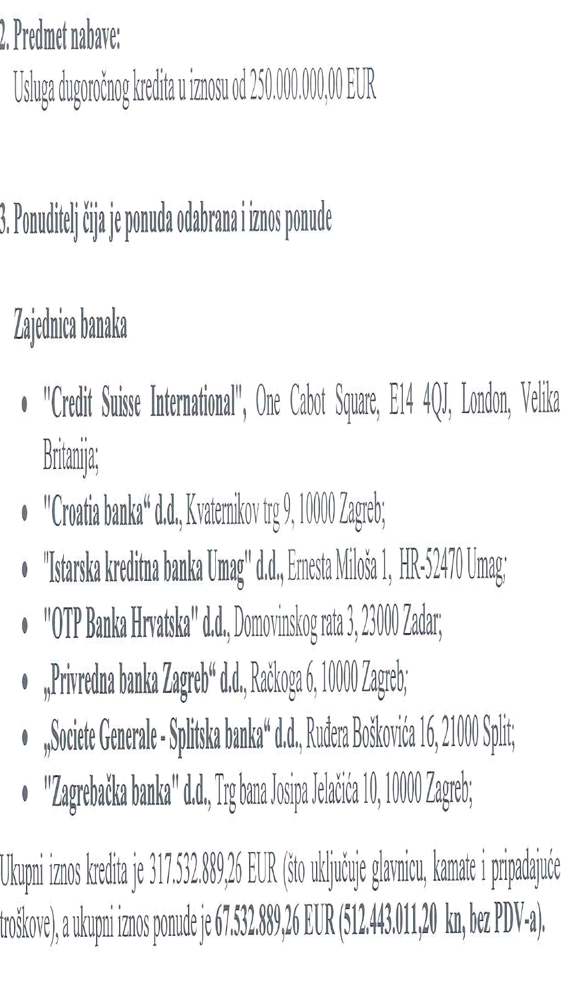 2. Predmet nabave:
Usluga dugoročnog kredita u iznosu od 250.000.000,00 EUR
3. Ponuditelj čija je ponuda odabrana i iznos ponude
Zajednica banaka
• "Credit Suisse International", One Cabot Square, E14 4QJ, London, Velika
Britanija;
• "Croatia banka“ d.d., Kvaternikov trg 9, 10000 Zagreb;
• "Istarska kreditna banka Umag" d.d., Ernesta Miloša 1, HR-52470 Umag;
• "OTP Banka Hrvatska" d.d., Domovinskog rata 3, 23000 Zadar;
• „Privredna banka Zagreb“ d.d., Račkoga 6, 10000 Zagreb;
• „Societe Generale - Splitska banka“ d.d., Ruđera Boškovića 16, 21000 Split;
• "Zagrebačka banka" d.d., Trg bana Josipa Jelačića 10, 10000 Zagreb;
Ukupni iznos kredita je 317.532.889,26 EUR (što uključuje glavnicu, kamate i pripadajuće
troškove), a ukupni iznos ponude je 67.532.889,26 EUR (512.443.011,20 kn, bez PDV-a).